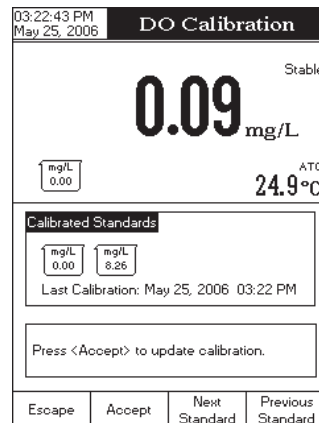 03:22:43 PM
May 25, 2006
DO Calibration
Stable
0.09 mg/L
mg/L
0.00
ATC
24.9°C
Calibrated Standards
mg/L mg/L
0.00 8.26
Last Calibration: May 25, 2006 03:22 PM
Press <Accept> to update calibration.
Escape Accept Next Standard Previous Standard